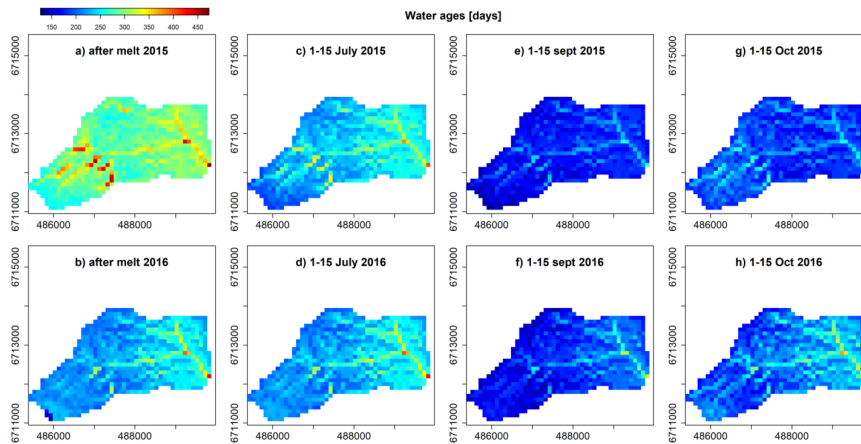 Water ages [days]
150 200 250 300 350 400 450
a) after melt 2015
c) 1-15 July 2015
e) 1-15 sept 2015
g) 1-15 Oct 2015
6715000 6715000 6715000 6715000
6713000 6713000 6713000 6713000
6711000 6711000 6711000 6711000
486000 488000 486000 488000 486000 488000 486000 488000
b) after melt 2016
d) 1-15 July 2016
f) 1-15 sept 2016
h) 1-15 Oct 2016
6715000 6715000 6715000 6715000
6713000 6713000 6713000 6713000
6711000 6711000 6711000 6711000
486000 488000 486000 488000 486000 488000 486000 488000